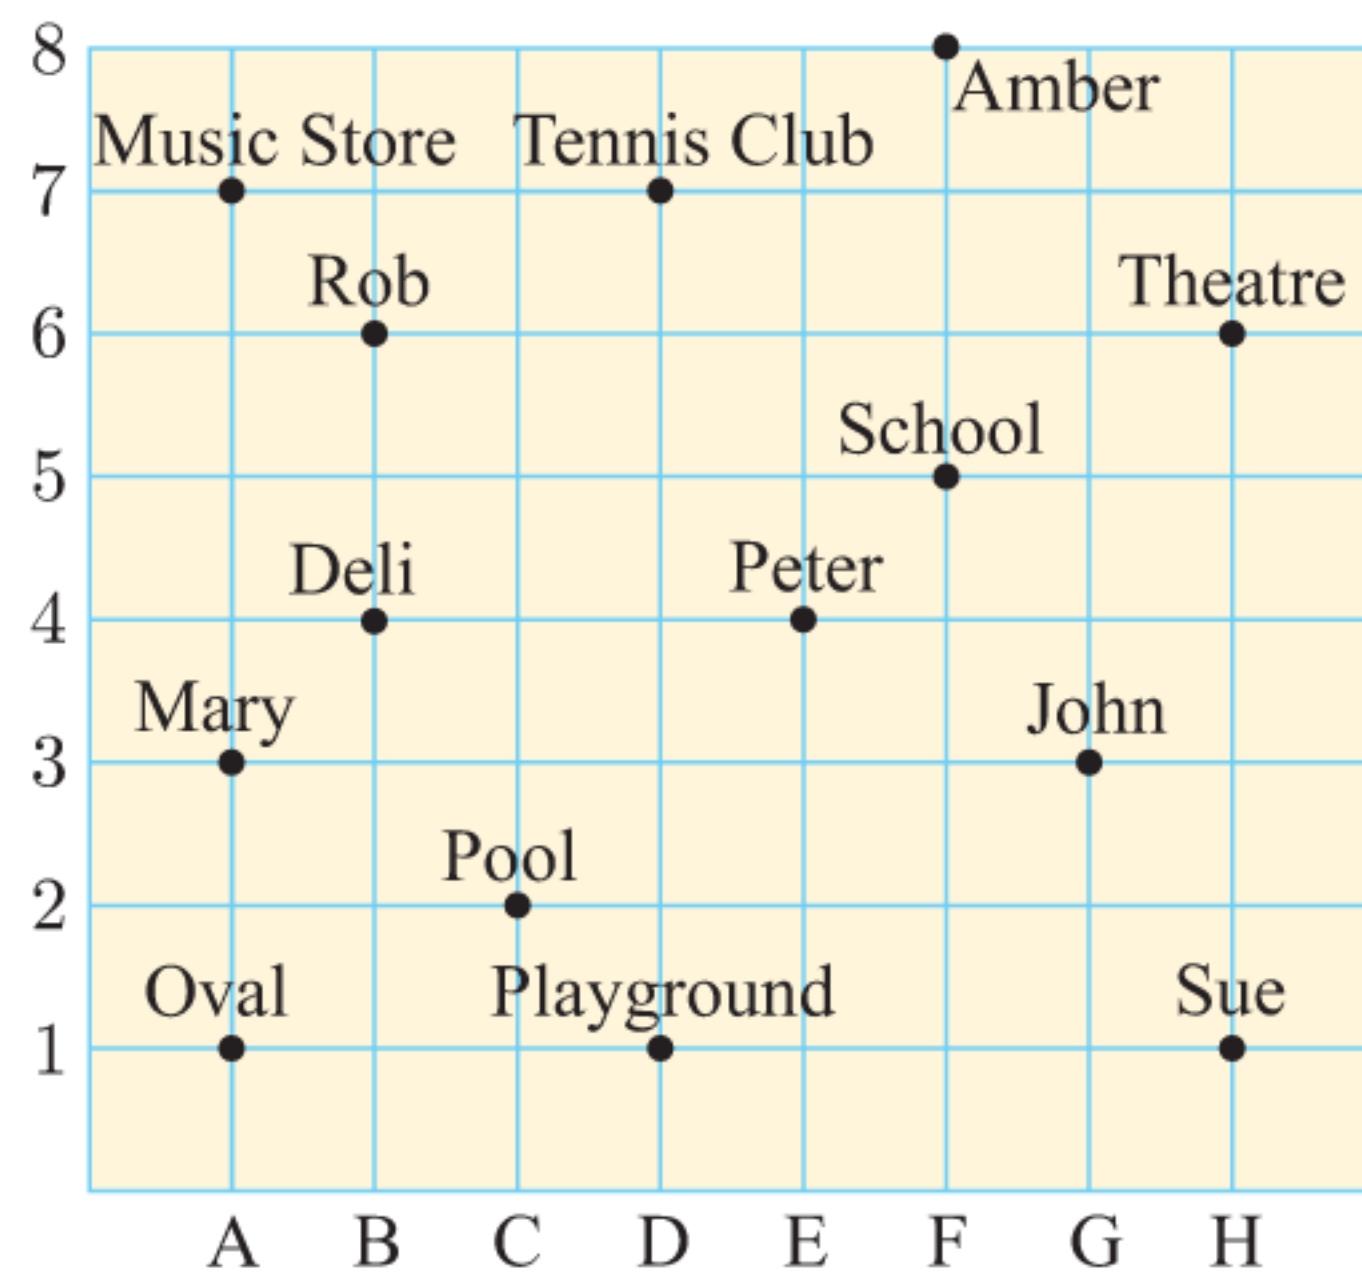 8
Amber
Music Store Tennis Club
7
Rob Theatre
6
School
5
Deli Peter
4
Mary John
3
Pool
2
Oval Playground Sue
1
A B C D E F G H